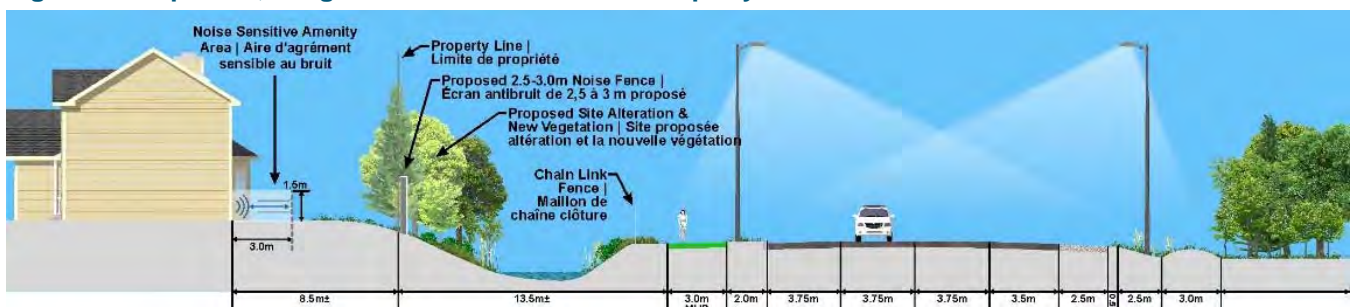 Noise Sensitive Amenity
Area | Aire d'agrément
sensible au bruit
Property Line |
Limite de propriété
Proposed 2.5-3.0m Noise Fence |
Écran antibruit de 2,5 à 3 m proposé
Proposed Site Alteration &
New Vegetation | Site proposée
altération et la nouvelle végétation
Chain Link
Fence |
Maillon de
chaîne clôture
1.5m
3.0m
8.5m±
13.5m±
3.0m
MUP
2.0m
3.75m
3.75m
3.75m
3.5m
2.5m
2.5m
3.0m